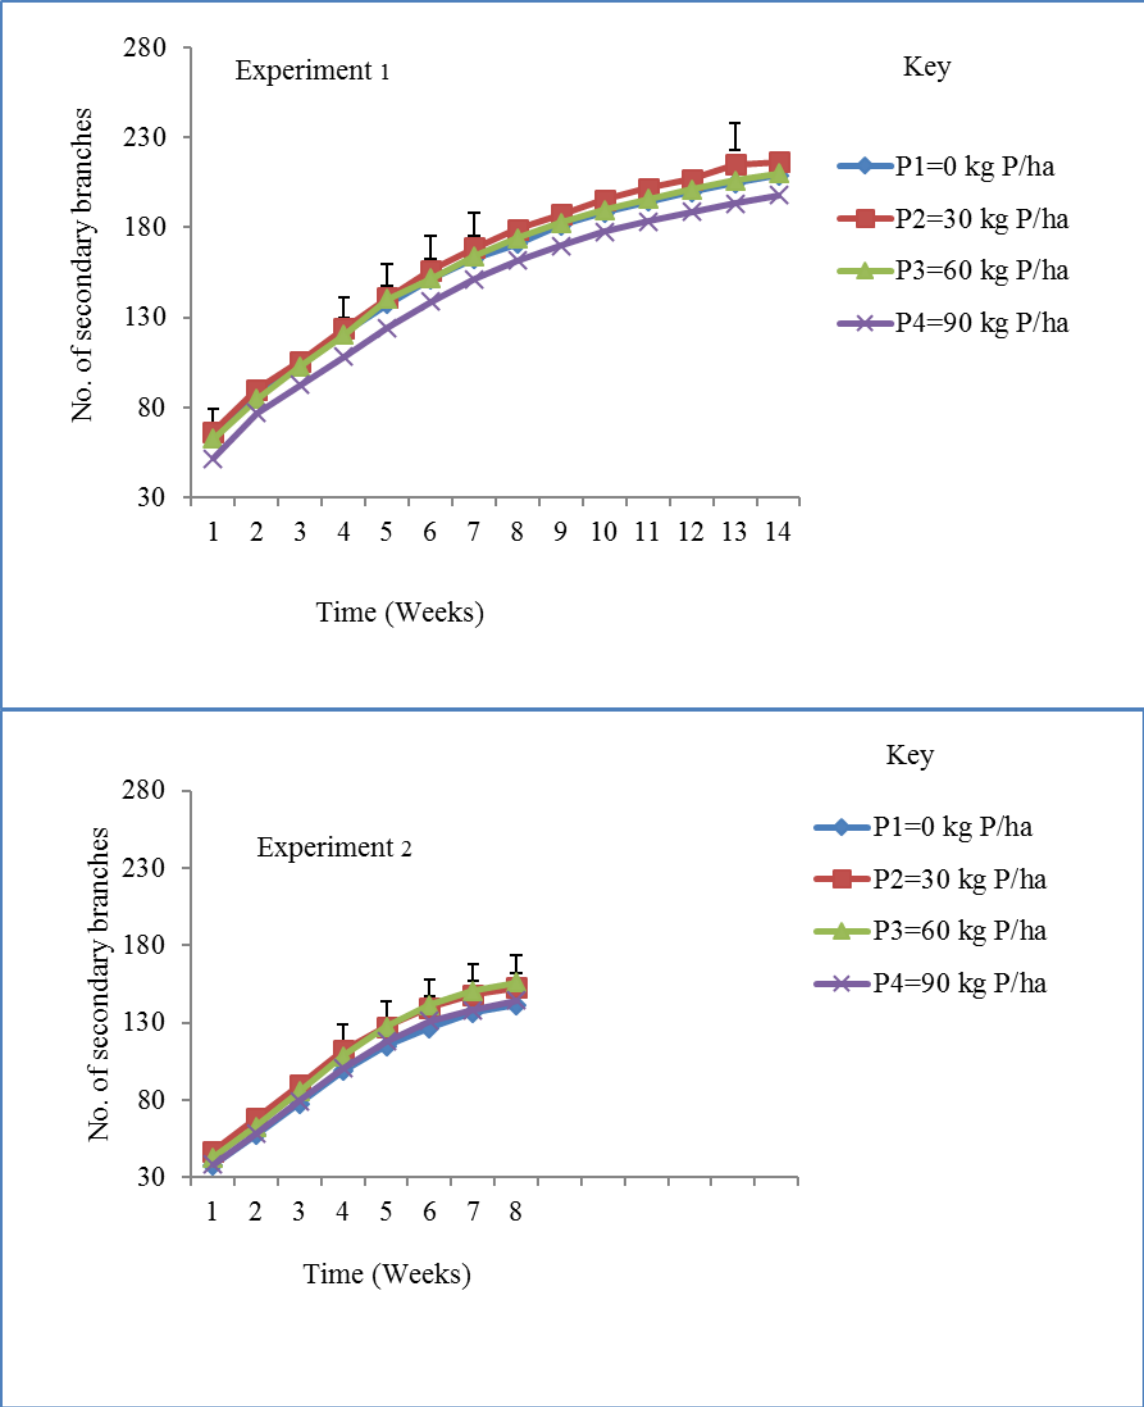 Experiment 1
Key
No. of secondary branches
280
230
180
130
80
30
P1=0 kg P/ha
P2=30 kg P/ha
P3=60 kg P/ha
P4=90 kg P/ha
1 2 3 4 5 6 7 8 9 10 11 12 13 14
Time (Weeks)
Key
Experiment 2
No. of secondary branches
280
230
180
130
80
30
P1=0 kg P/ha
P2=30 kg P/ha
P3=60 kg P/ha
P4=90 kg P/ha
1 2 3 4 5 6 7 8
Time (Weeks)